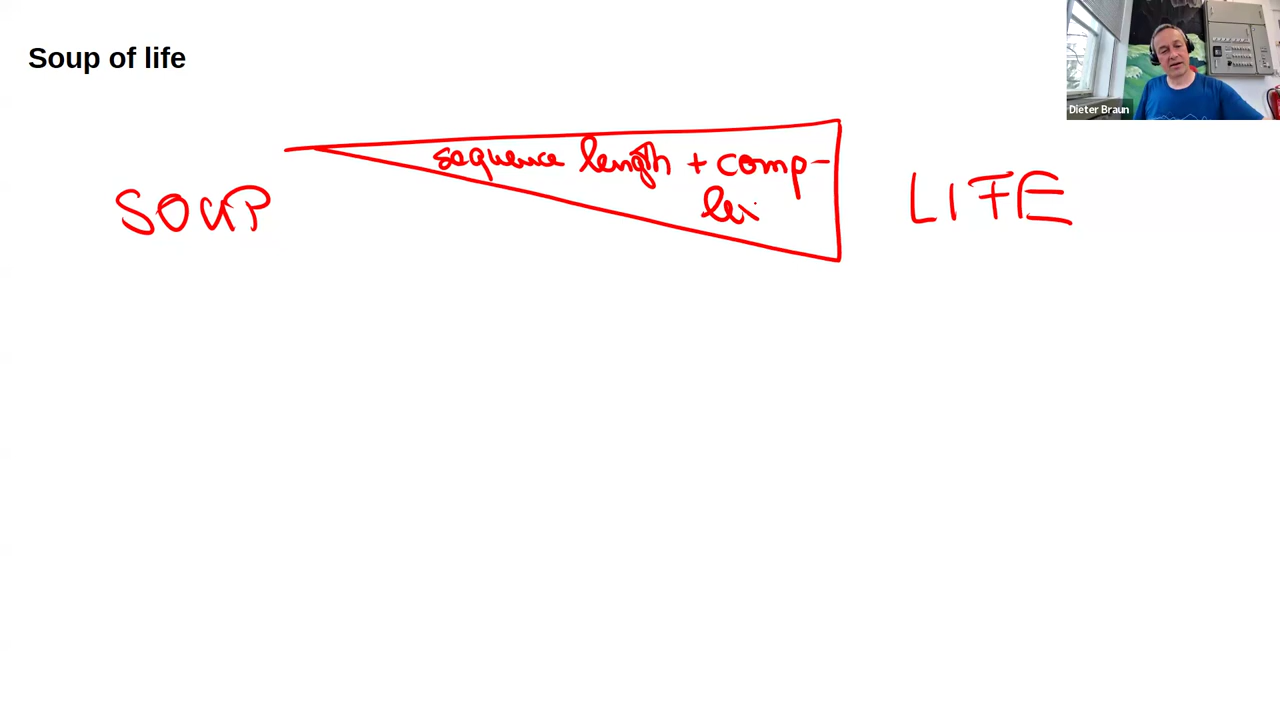 Soup of life
Dieter Braun
SOUP
sequence length + comp-
lex
LIFE